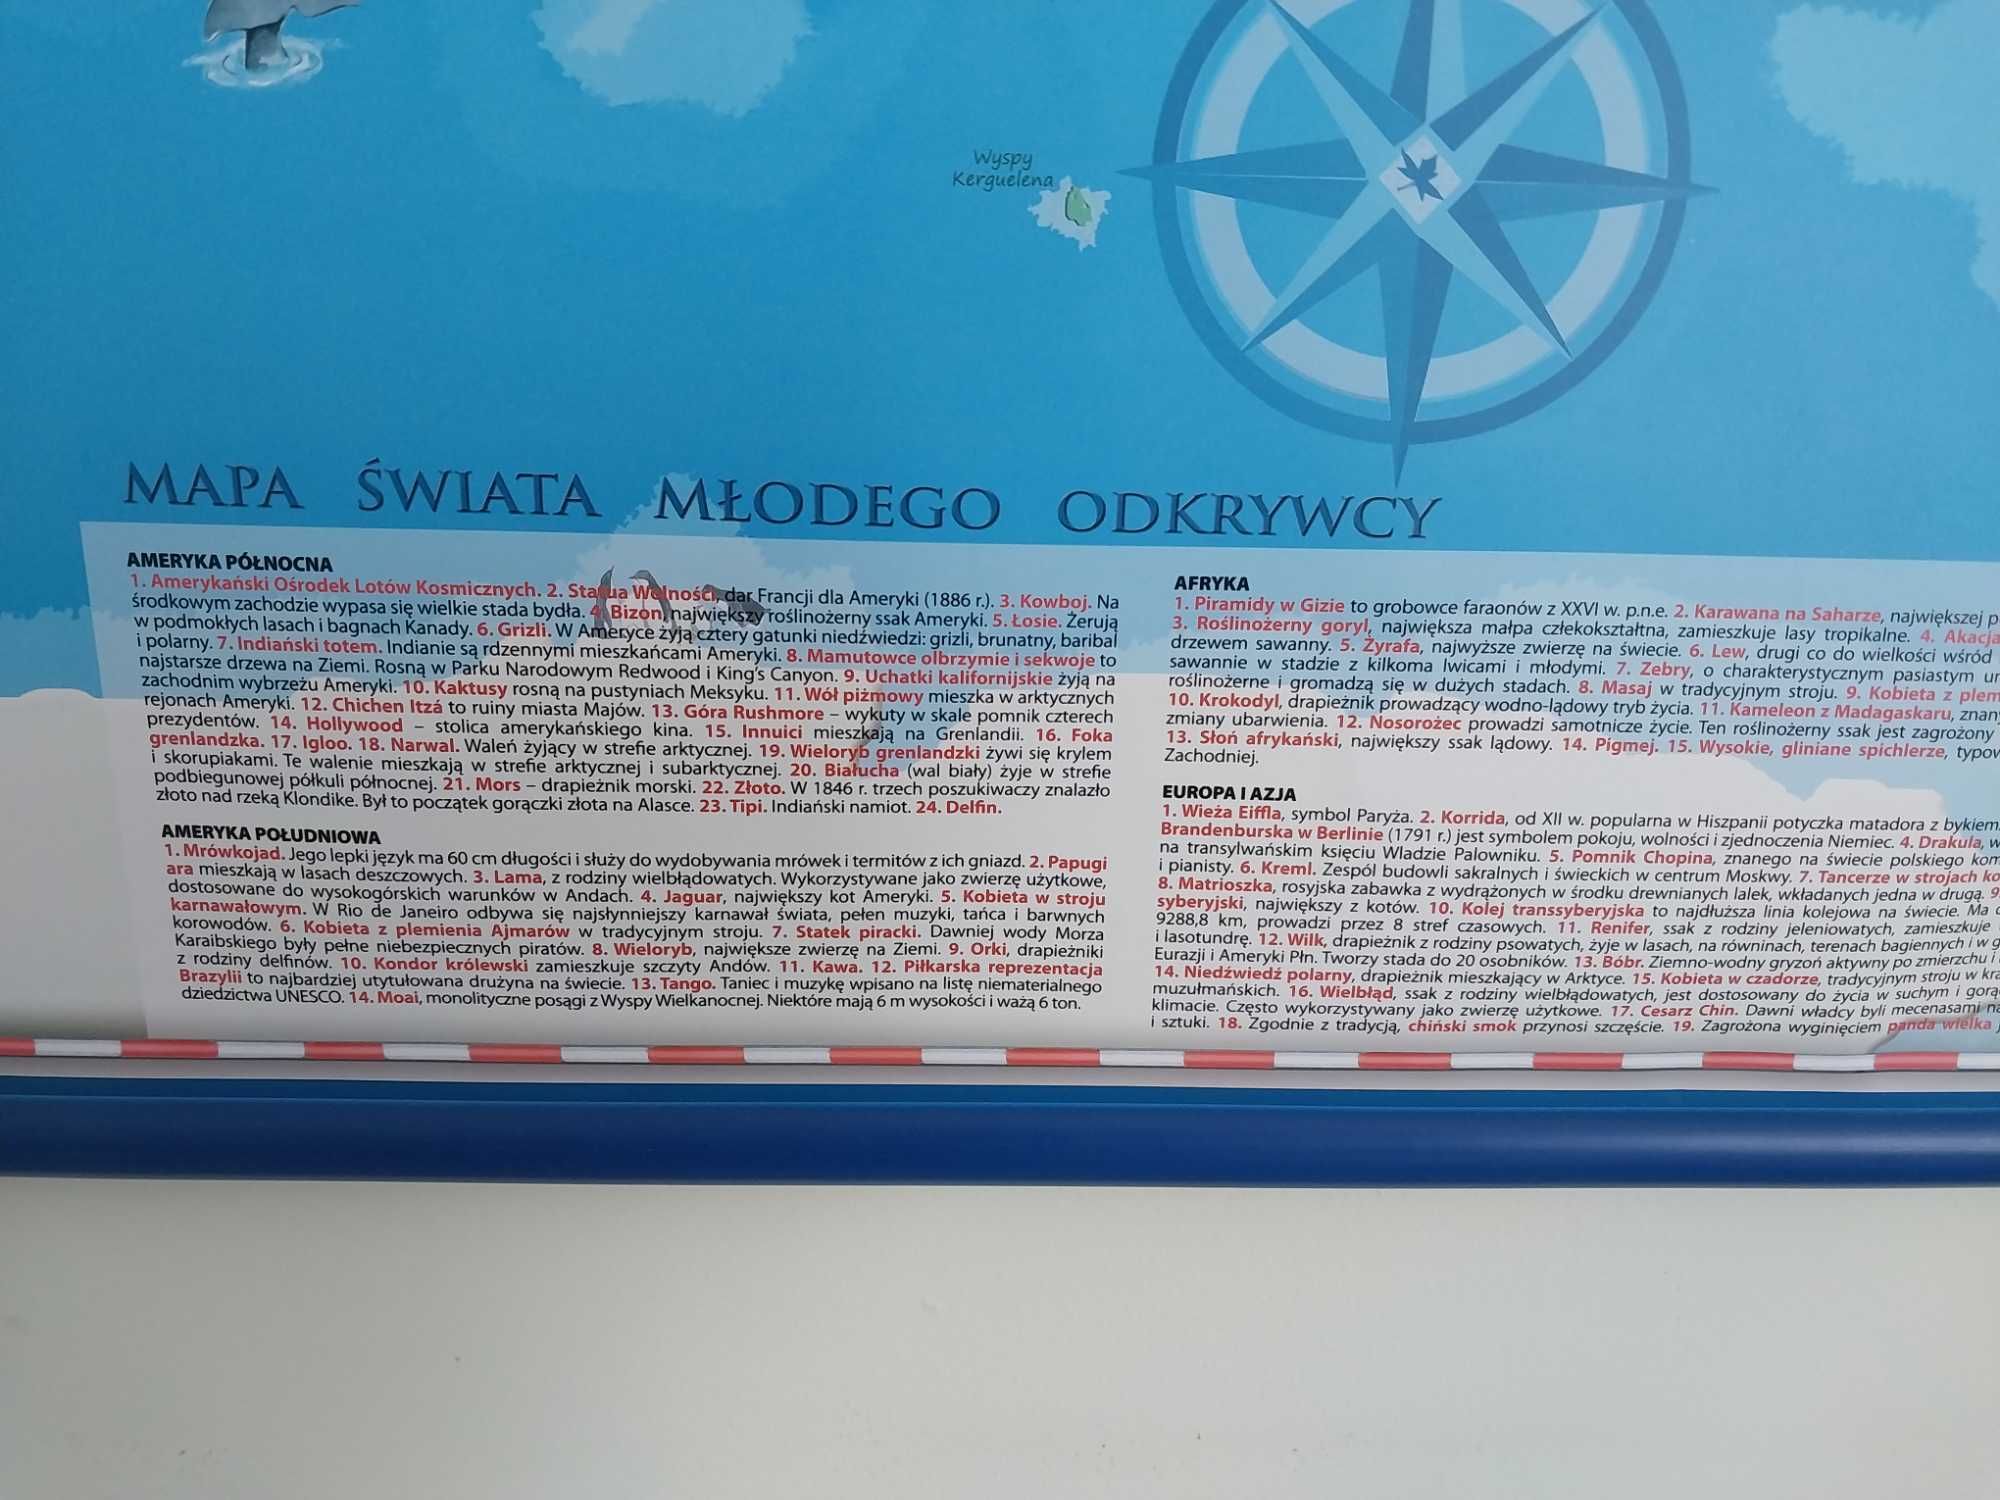 Wyspy
Kerguelena
MAPA ŚWIATA MŁODEGO ODKRYWCY
AMERYKA PÓŁNOCNA
1. Amerykański Ośrodek Lotów Kosmicznych. 2. Statua Wolności, dar Francji dla Ameryki (1886 r.). 3. Kowboj. Na
środkowym zachodzie wypasa się wielkie stada bydła. 4. Bizon, największy roślinożerny ssak Ameryki. 5. Łosie. Żerują
w podmokłych lasach i bagnach Kanady. 6. Grizli. W Ameryce żyją cztery gatunki niedźwiedzi: grizli, brunatny, baribal
i polarny. 7. Indiański totem. Indianie są rdzennymi mieszkańcami Ameryki. 8. Mamutowce olbrzymie i sekwoje to
najstarsze drzewa na Ziemi. Rosną w Parku Narodowym Redwood i King's Canyon. 9. Uchatki kalifornijskie żyją na
zachodnim wybrzeżu Ameryki. 10. Kaktusy rosną na pustyniach Meksyku. 11. Wół piżmowy mieszka w arktycznych
rejonach Ameryki. 12. Chichen Itzá to ruiny miasta Majów. 13. Góra Rushmore – wykuty w skale pomnik czterech
prezydentów. 14. Hollywood – stolica amerykańskiego kina. 15. Innuici mieszkają na Grenlandii. 16. Foka
grenlandzka. 17. Igloo. 18. Narwal. Waleń żyjący w strefie arktycznej. 19. Wieloryb grenlandzki żywi się krylem
i skorupiakami. Te walenie mieszkają w strefie arktycznej i subarktycznej. 20. Białucha (wal biały) żyje w strefie
podbiegunowej półkuli północnej. 21. Mors – drapieżnik morski. 22. Złoto. W 1846 r. trzech poszukiwaczy znalazło
złoto nad rzeką Klondike. Był to początek gorączki złota na Alasce. 23. Tipi. Indiański namiot. 24. Delfin.
AMERYKA POŁUDNIOWA
1. Mrówkojad. Jego lepki język ma 60 cm długości i służy do wydobywania mrówek i termitów z ich gniazd. 2. Papugi
ara mieszkają w lasach deszczowych. 3. Lama, z rodziny wielbłądowatych. Wykorzystywane jako zwierzę użytkowe,
dostosowane do wysokogórskich warunków w Andach. 4. Jaguar, największy kot Ameryki. 5. Kobieta w stroju
karnawałowym. W Rio de Janeiro odbywa się najsłynniejszy karnawał świata, pełen muzyki, tańca i barwnych
korowodów. 6. Kobieta z plemienia Ajmarów w tradycyjnym stroju. 7. Statek piracki. Dawniej wody Morza
Karaibskiego były pełne niebezpiecznych piratów. 8. Wieloryb, największe zwierzę na Ziemi. 9. Orki, drapieżniki
z rodziny delfinów. 10. Kondor królewski zamieszkuje szczyty Andów. 11. Kawa. 12. Piłkarska reprezentacja
Brazylii to najbardziej utytułowana drużyna na świecie. 13. Tango. Taniec i muzykę wpisano na listę niematerialnego
dziedzictwa UNESCO. 14. Moai, monolityczne posągi z Wyspy Wielkanocnej. Niektóre mają 6 m wysokości i ważą 6 ton.
AFRYKA
1. Piramidy w Gizie to grobowce faraonów z XXVI w. p.n.e. 2. Karawana na Saharze, największej
3. Roślinożerny goryl, największa małpa człekokształtna, zamieszkuje lasy tropikalne. 4. Akacja
drzewem sawanny. 5. Żyrafa, najwyższe zwierzę na świecie. 6. Lew, drugi co do wielkości wśród
sawannie w stadzie z kilkoma lwicami i młodymi. 7. Zebry, o charakterystycznym pasiastym
roślinożerne i gromadzą się w dużych stadach. 8. Masaj w tradycyjnym stroju. 9. Kobieta z
10. Krokodyl, drapieżnik prowadzący wodno-lądowy tryb życia. 11. Kameleon z Madagaskaru,
zmiany ubarwienia. 12. Nosorożec prowadzi samotnicze życie. Ten roślinożerny ssak jest zagrożony
13. Słoń afrykański, największy ssak lądowy. 14. Pigmej. 15. Wysokie, gliniane spichlerze,
Zachodniej.
EUROPA I AZJA
1. Wieża Eiffla, symbol Paryża. 2. Korrida, od XII w. popularna w Hiszpanii potyczka matadora z bykiem.
Brandenburska w Berlinie (1791 r.) jest symbolem pokoju, wolności i zjednoczenia Niemiec. 4. Drakula,
na transylwańskim księciu Wladzie Palowniku. 5. Pomnik Chopina, znanego na świecie polskiego
i pianisty. 6. Kreml. Zespół budowli sakralnych i świeckich w centrum Moskwy. 7. Tancerze w strojach
8. Matrioszka, rosyjska zabawka z wydrążonych w środku drewnianych lalek, wkładanych jedna w drugą.
syberyjski, największy z kotów. 10. Kolej transsyberyjska to najdłuższa linia kolejowa na świecie. Ma
9288,8 km, prowadzi przez 8 stref czasowych. 11. Renifer, ssak z rodziny jeleniowatych, zamieszkuje
i lasotundrę. 12. Wilk, drapieżnik z rodziny psowatych, żyje w lasach, na równinach, terenach bagiennych i w
Eurazji i Ameryki Płn. Tworzy stada do 20 osobników. 13. Bóbr. Ziemno-wodny gryzoń aktywny po zmierzchu i
14. Niedźwiedź polarny, drapieżnik mieszkający w Arktyce. 15. Kobieta w czadorze, tradycyjnym stroju w
muzułmańskich. 16. Wielbłąd, ssak z rodziny wielbłądowatych, jest dostosowany do życia w suchym i
klimacie. Często wykorzystywany jako zwierzę użytkowe. 17. Cesarz Chin. Dawni władcy byli mecenasami
i sztuki. 18. Zgodnie z tradycją, chiński smok przynosi szczęście. 19. Zagrożona wyginięciem panda wielka